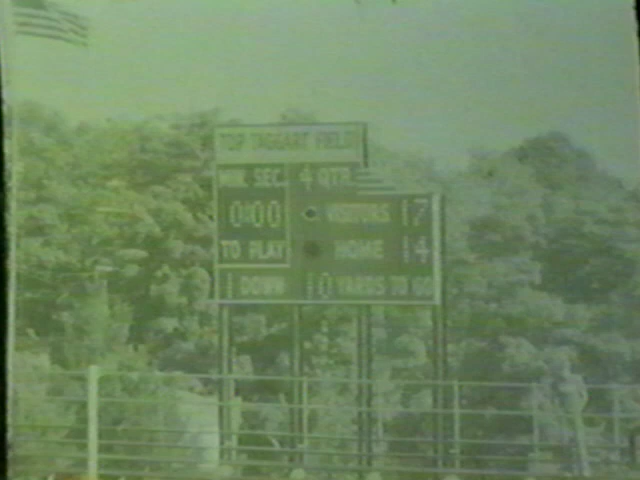 TOP TAGGART FIELD
MIN. SEC. 4 QTR.
0:00 VISITORS 17
TO PLAY HOME 14
1 DOWN 10 YARDS TO GO